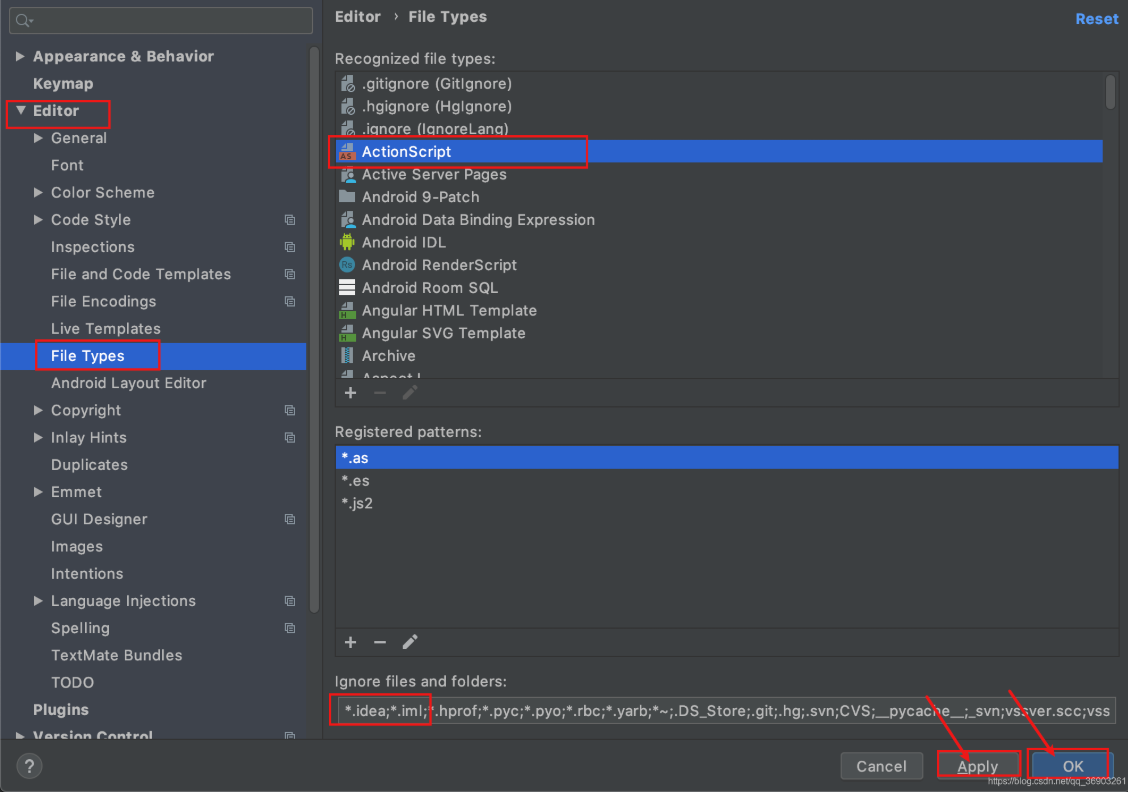 Appearance & Behavior
Keymap
Editor
General
Font
Color Scheme
Code Style
Inspections
File and Code Templates
File Encodings
Live Templates
File Types
Android Layout Editor
Copyright
Inlay Hints
Duplicates
Emmet
GUI Designer
Images
Intentions
Language Injections
Spelling
TextMate Bundles
TODO
Plugins
Version Control
?
Editor › File Types
Reset
Recognized file types:
.gitignore (GitIgnore)
.hgignore (HgIgnore)
.ignore (IgnoreLang)
AS ActionScript
Active Server Pages
Android 9-Patch
Android Data Binding Expression
Android IDL
Rs Android RenderScript
Android Room SQL
H Angular HTML Template
H Angular SVG Template
Archive
AspectJ
Registered patterns:
*.as
*.es
*.js2
Ignore files and folders:
*.idea;*.iml;*.hprof;*.pyc;*.pyo;*.rbc;*.yarb;*~;.DS_Store;.git;.hg;.svn;CVS;__pycache__;_svn;vssver.scc;vss
Cancel
Apply
OK
https://blog.csdn.net/qq_36903261